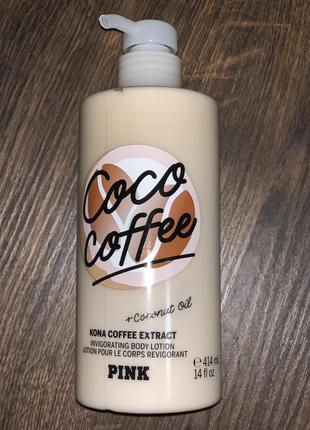 Coco
Coffee
+ Coconut Oil
KONA COFFEE EXTRACT
INVIGORATING BODY LOTION
LOTION POUR LE CORPS REVIGORANT
PINK
℮ 414 mL
14 fl oz